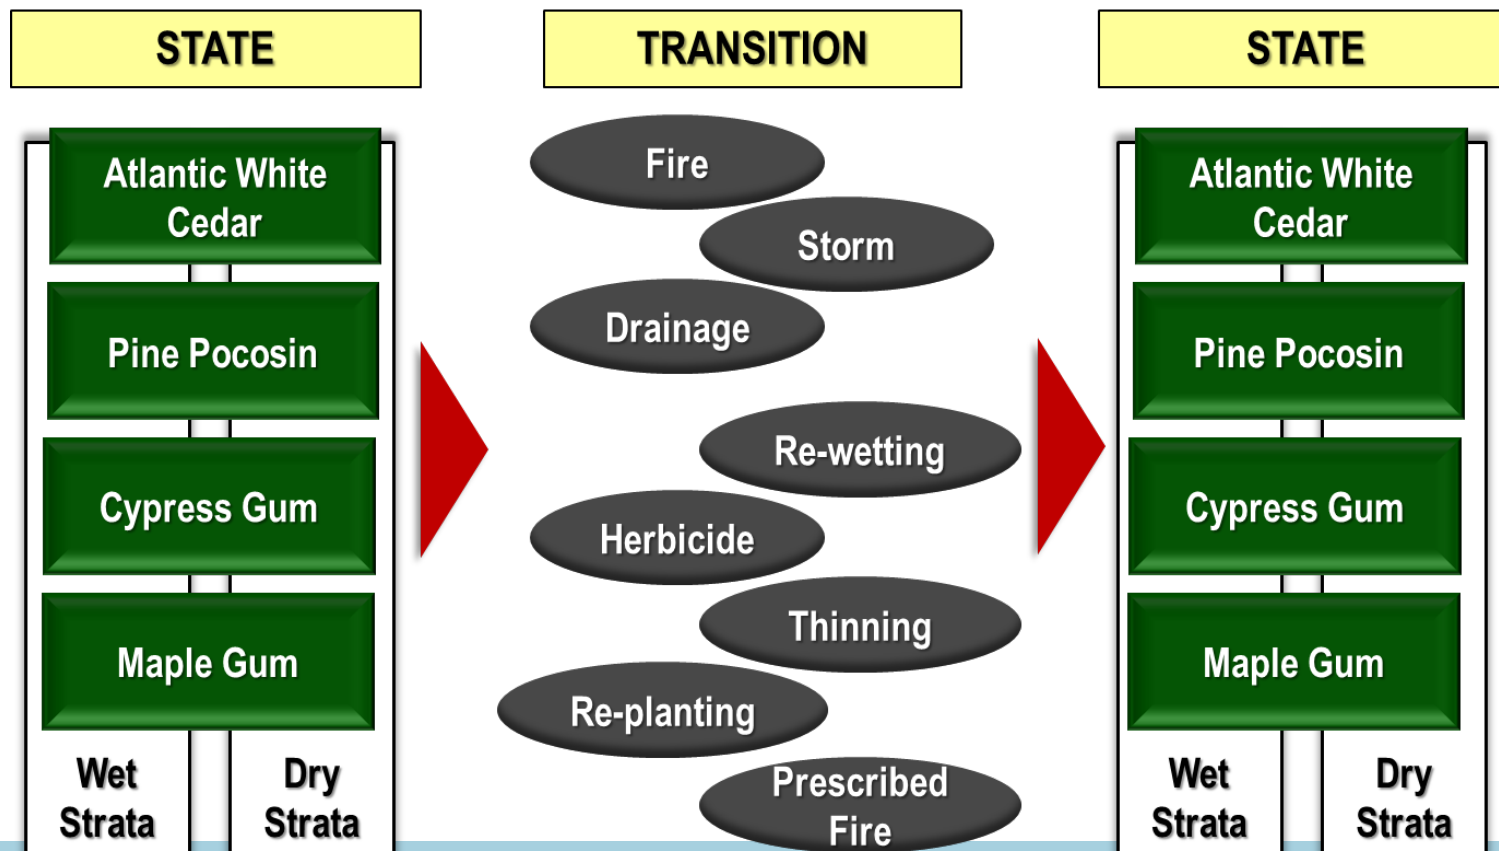 STATE
Atlantic White
Cedar
Pine Pocosin
Cypress Gum
Maple Gum
Wet
Strata
Dry
Strata
TRANSITION
Fire
Storm
Drainage
Re-wetting
Herbicide
Thinning
Re-planting
Prescribed
Fire
STATE
Atlantic White
Cedar
Pine Pocosin
Cypress Gum
Maple Gum
Wet
Strata
Dry
Strata